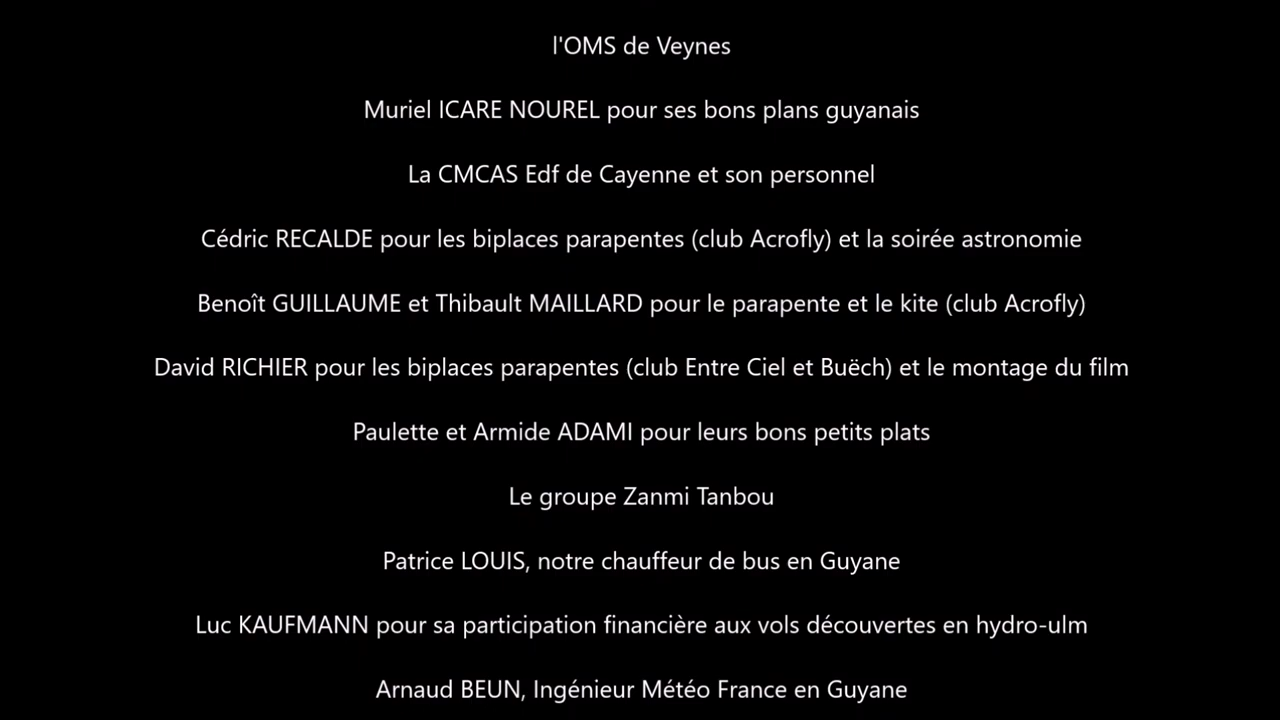 l'OMS de Veynes
Muriel ICARE NOUREL pour ses bons plans guyanais
La CMCAS Edf de Cayenne et son personnel
Cédric RECALDE pour les biplaces parapentes (club Acrofly) et la soirée astronomie
Benoît GUILLAUME et Thibault MAILLARD pour le parapente et le kite (club Acrofly)
David RICHIER pour les biplaces parapentes (club Entre Ciel et Buëch) et le montage du film
Paulette et Armide ADAMI pour leurs bons petits plats
Le groupe Zanmi Tanbou
Patrice LOUIS, notre chauffeur de bus en Guyane
Luc KAUFMANN pour sa participation financière aux vols découvertes en hydro-ulm
Arnaud BEUN, Ingénieur Météo France en Guyane